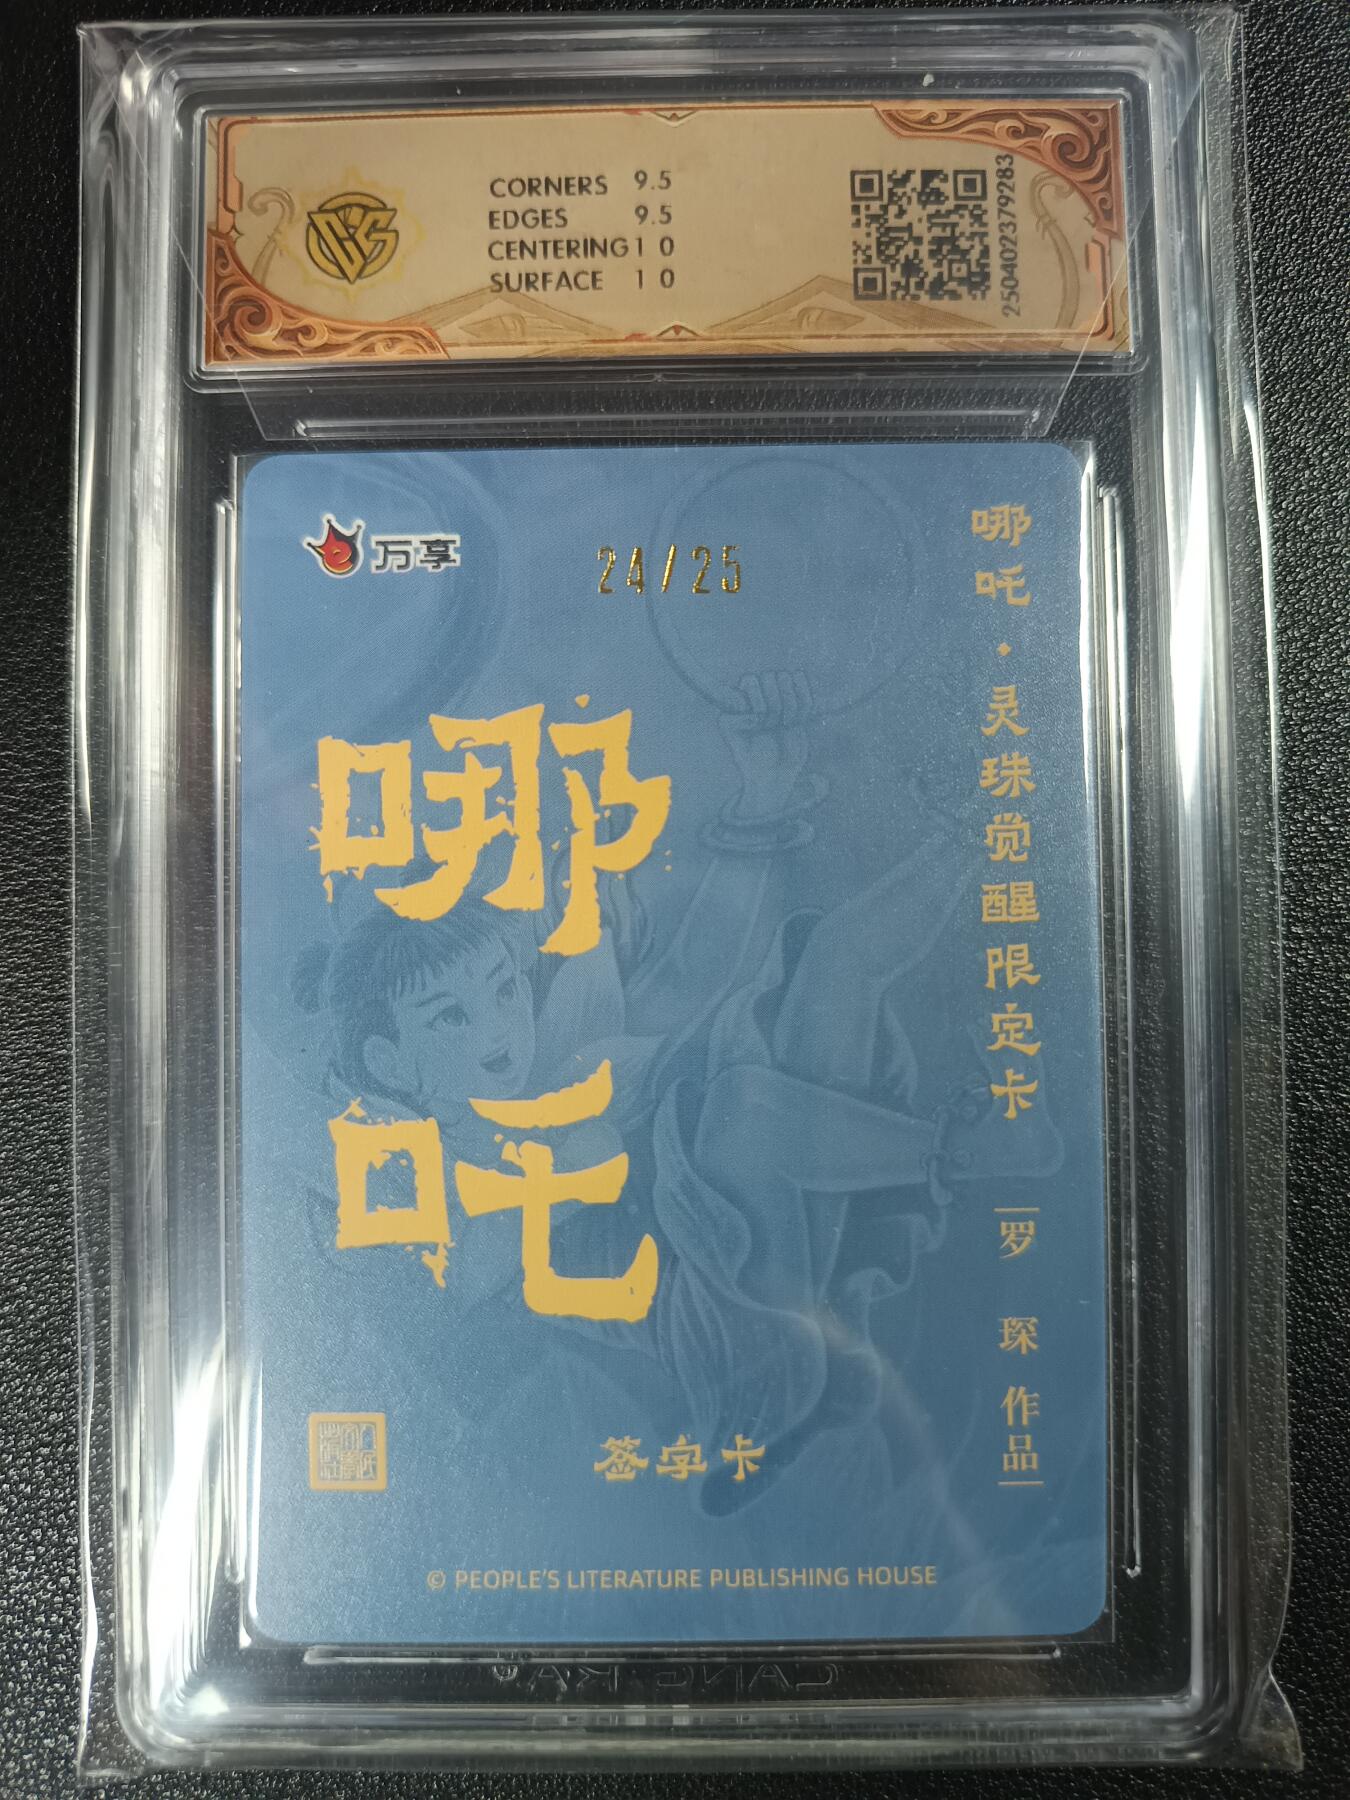 CORNERS 9.5
EDGES 9.5
CENTERING 10
SURFACE 10
250402379283
万享
24/25
哪吒
哪吒·灵珠觉醒限定卡
罗琛 作品
签字卡
© PEOPLE'S LITERATURE PUBLISHING HOUSE